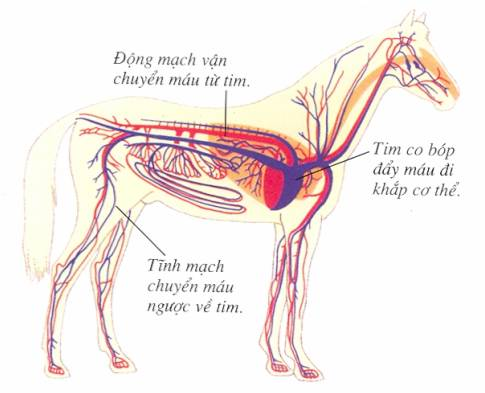 Động mạch vận
chuyển máu từ tim.
Tim co bóp
đẩy máu đi
khắp cơ thể.
Tĩnh mạch
chuyển máu
ngược về tim.